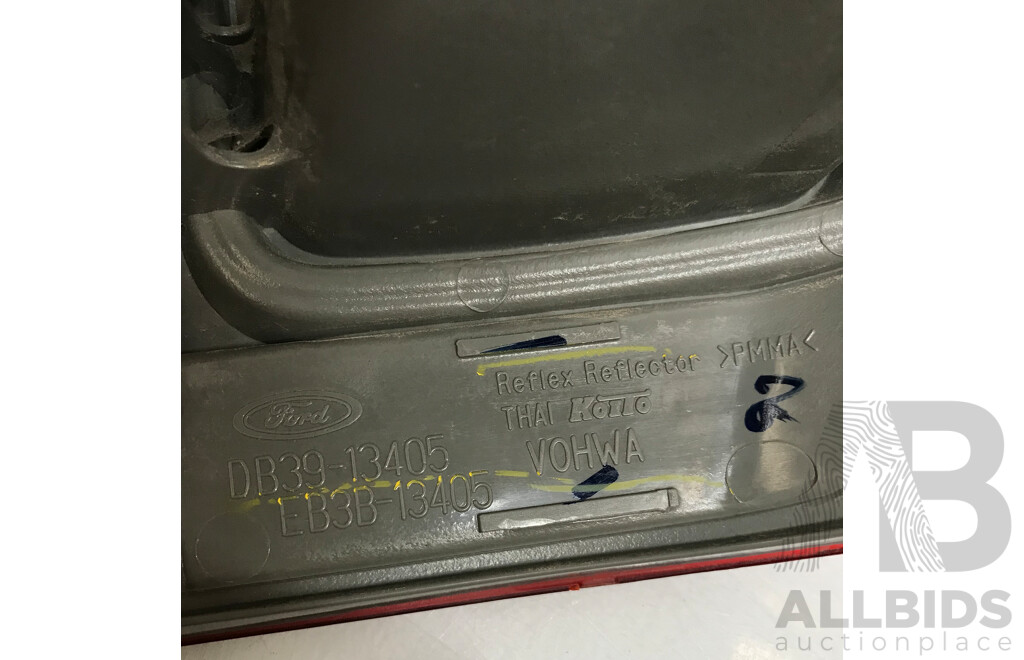 Reflex Reflector >PMMA<
THAI Koito
VOHWA
Ford
DB39-13405
EB3B-13405
ALLBIDS
auctionplace